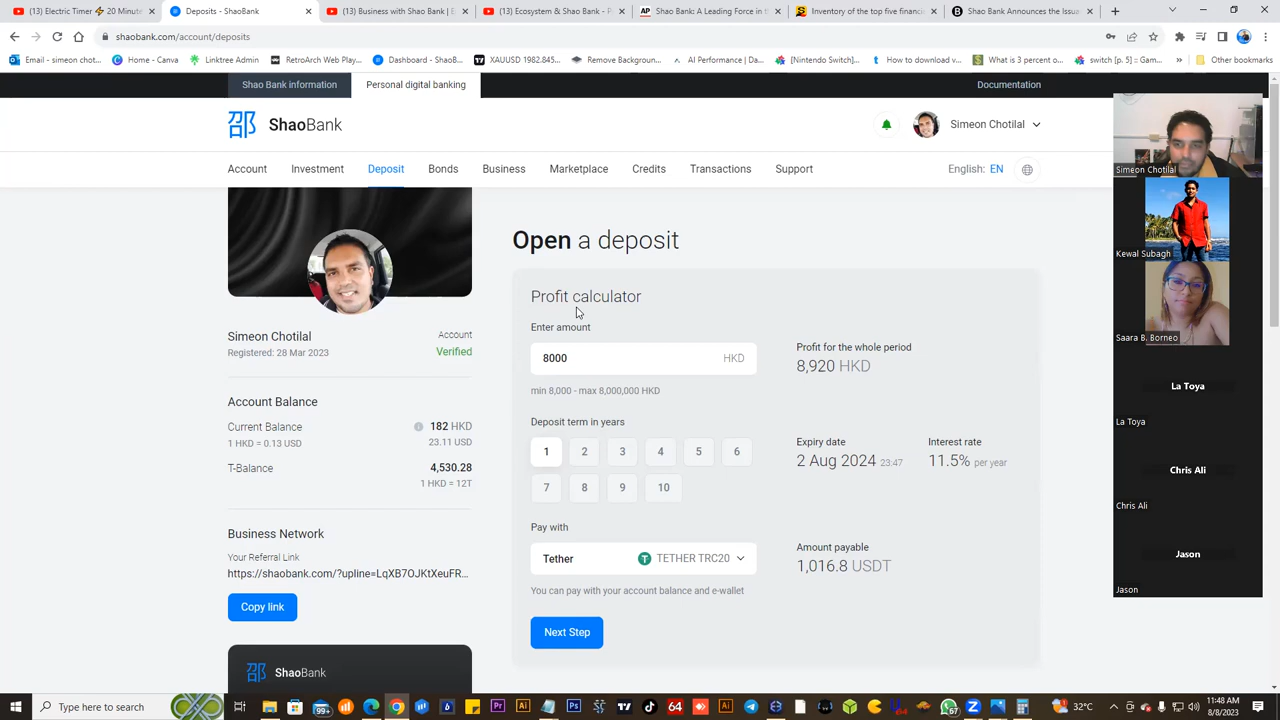 (13) Electric Timer ⚡ 20 Minute
Deposits - ShaoBank
(13) Business with Shao Bank | B
(13) Ecosystem & Shao Bank - P
Shao Bank: A Leading Force in th
Inventory of the top five financi
Shao Bank Announces the Issua
shaobank.com/account/deposits
Email - simeon chot...
Home - Canva
Linktree Admin
RetroArch Web Play...
Dashboard - ShaoB...
XAUUSD 1982.845...
Remove Backgroun...
AI Performance | Da...
[Nintendo Switch]...
How to download v...
What is 3 percent o...
switch [p. 5] :: Gam...
Other bookmarks
Shao Bank information
Personal digital banking
Documentation
邵 ShaoBank
Simeon Chotilal
Account Investment Deposit Bonds Business Marketplace Credits Transactions Support
English: EN
Simeon Chotilal
Registered: 28 Mar 2023
Account
Verified
Account Balance
Current Balance 182 HKD
1 HKD = 0.13 USD 23.11 USD
T-Balance 4,530.28
1 HKD = 12T
Business Network
Your Referral Link
https://shaobank.com/?upline=LqXB7OJKtXeuFR...
Copy link
邵 ShaoBank
Open a deposit
Profit calculator
Enter amount
8000 HKD
min 8,000 - max 8,000,000 HKD
Profit for the whole period
8,920 HKD
Deposit term in years
1 2 3 4 5 6
7 8 9 10
Expiry date
2 Aug 2024 23:47
Interest rate
11.5% per year
Pay with
Tether TETHER TRC20
You can pay with your account balance and e-wallet
Amount payable
1,016.8 USDT
Next Step
Simeon Chotilal
Kewal Subagh
Saara B. Borneo
La Toya
La Toya
Chris Ali
Chris Ali
Jason
Jason
Type here to search
99+
Pr
Ai
Ps
64
Ai
67
32°C
11:48 AM
8/8/2023